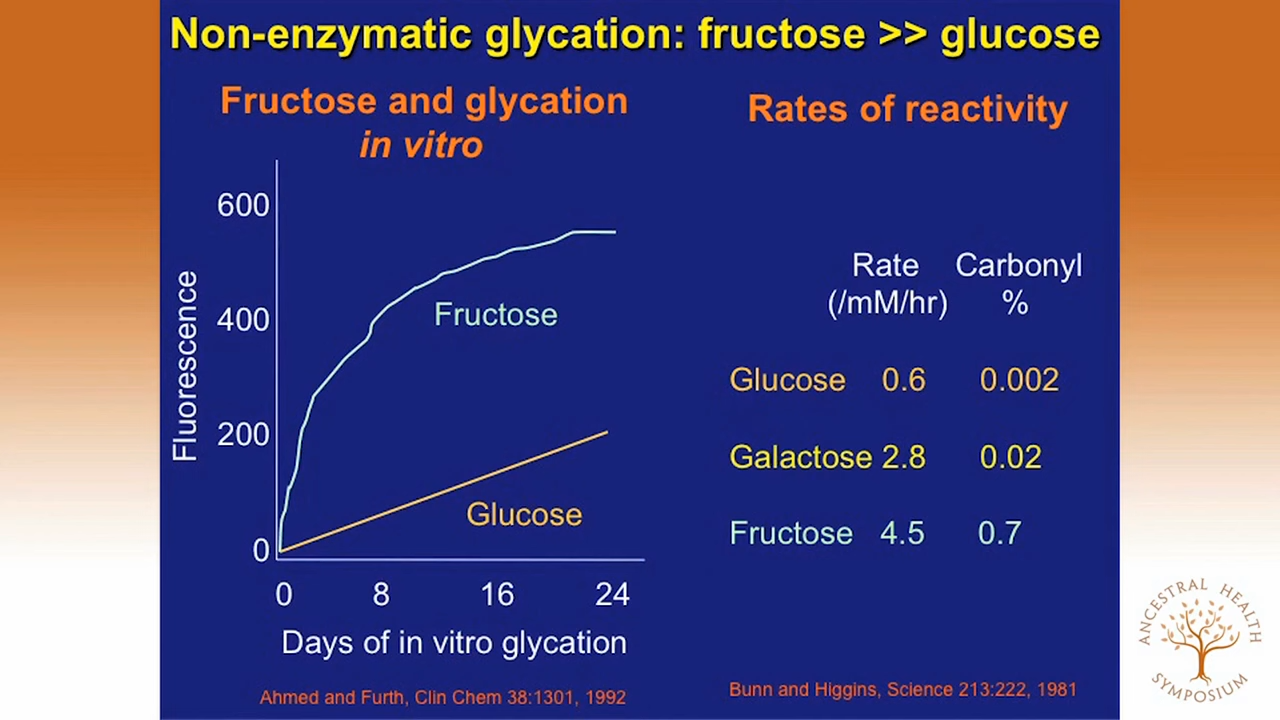 Non-enzymatic glycation: fructose >> glucose
Fructose and glycation
in vitro
600
400
200
0
Fluorescence
Fructose
Glucose
0 8 16 24
Days of in vitro glycation
Ahmed and Furth, Clin Chem 38:1301, 1992
Rates of reactivity
Rate Carbonyl
(/mM/hr) %
Glucose 0.6 0.002
Galactose 2.8 0.02
Fructose 4.5 0.7
Bunn and Higgins, Science 213:222, 1981
ANCESTRAL HEALTH
SYMPOSIUM